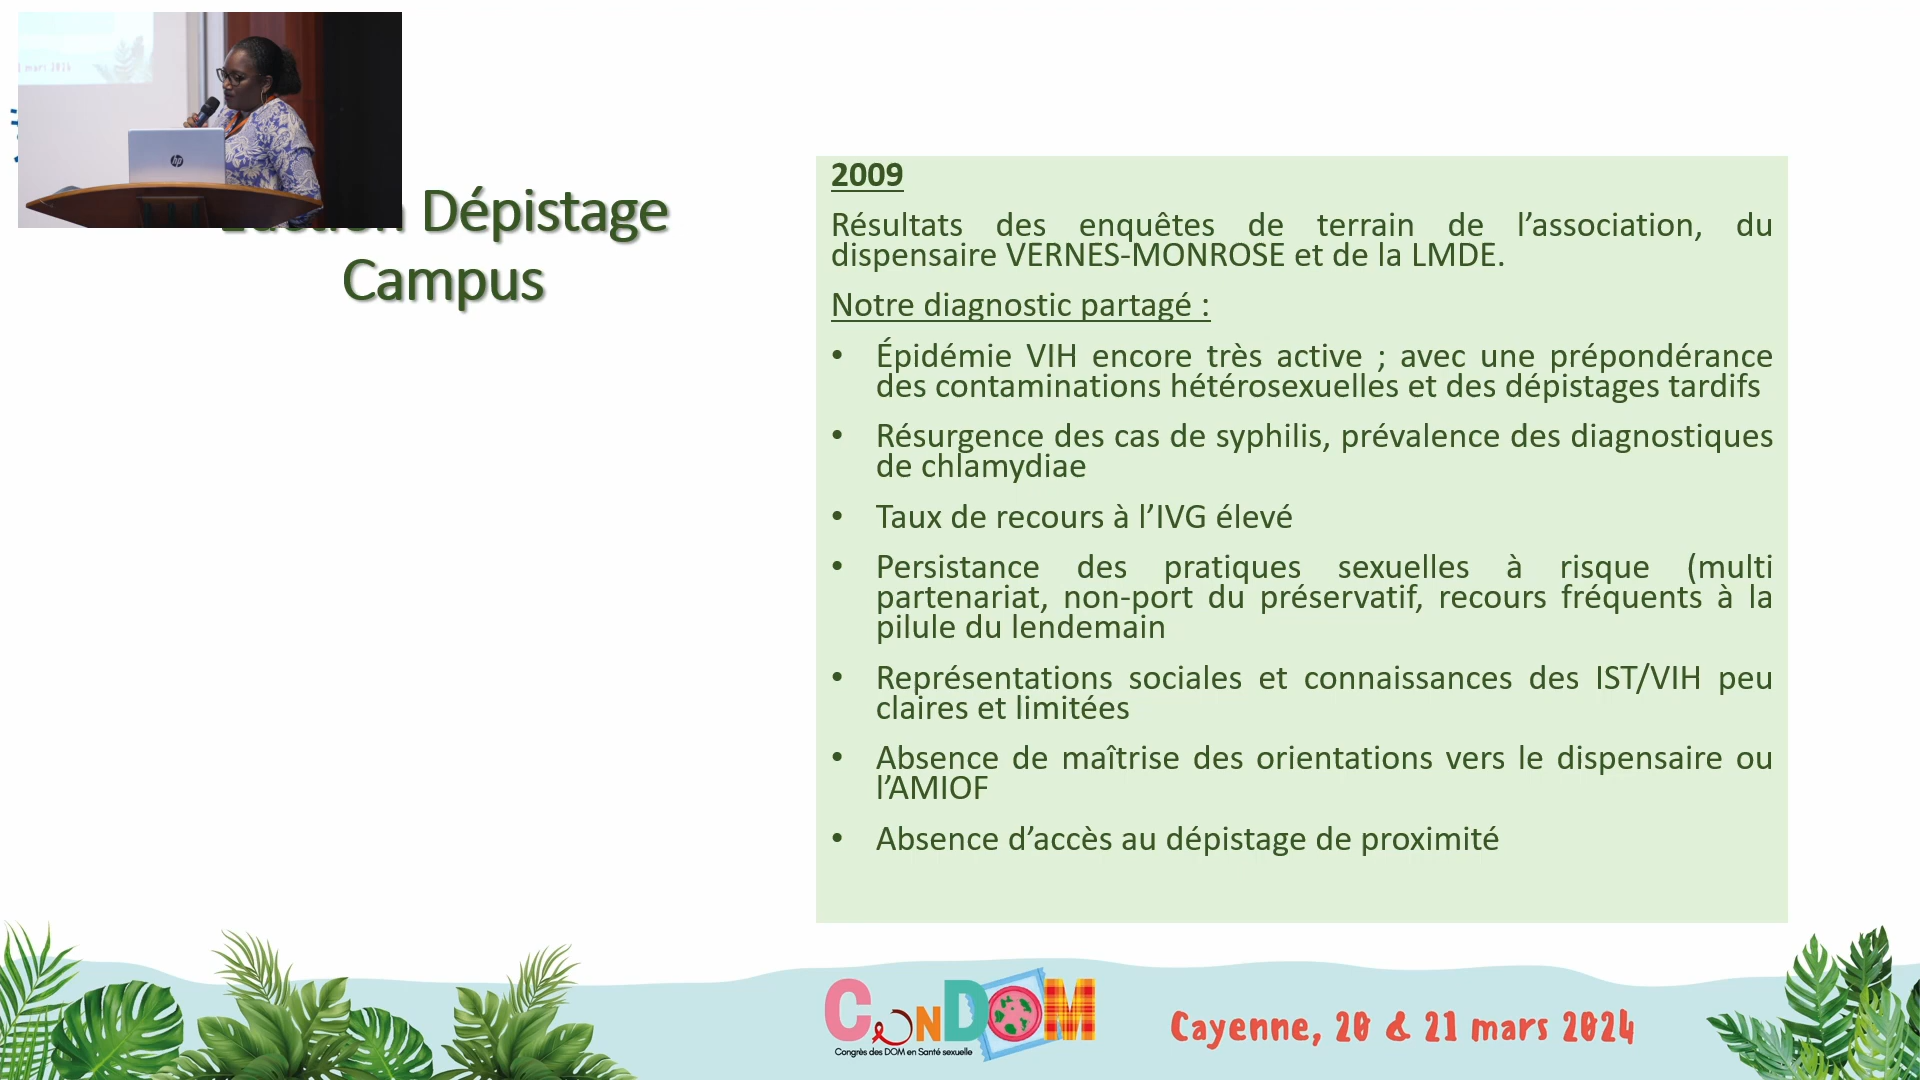 Dépistage
Campus
2009
Résultats des enquêtes de terrain de l’association, du
dispensaire VERNES-MONROSE et de la LMDE.
Notre diagnostic partagé :
• Épidémie VIH encore très active ; avec une prépondérance
des contaminations hétérosexuelles et des dépistages tardifs
• Résurgence des cas de syphilis, prévalence des diagnostiques
de chlamydiae
• Taux de recours à l’IVG élevé
• Persistance des pratiques sexuelles à risque (multi
partenariat, non-port du préservatif, recours fréquents à la
pilule du lendemain
• Représentations sociales et connaissances des IST/VIH peu
claires et limitées
• Absence de maîtrise des orientations vers le dispensaire ou
l’AMIOF
• Absence d’accès au dépistage de proximité
ConDOM
Congrès des DOM en Santé sexuelle
Cayenne, 20 & 21 mars 2024
hp